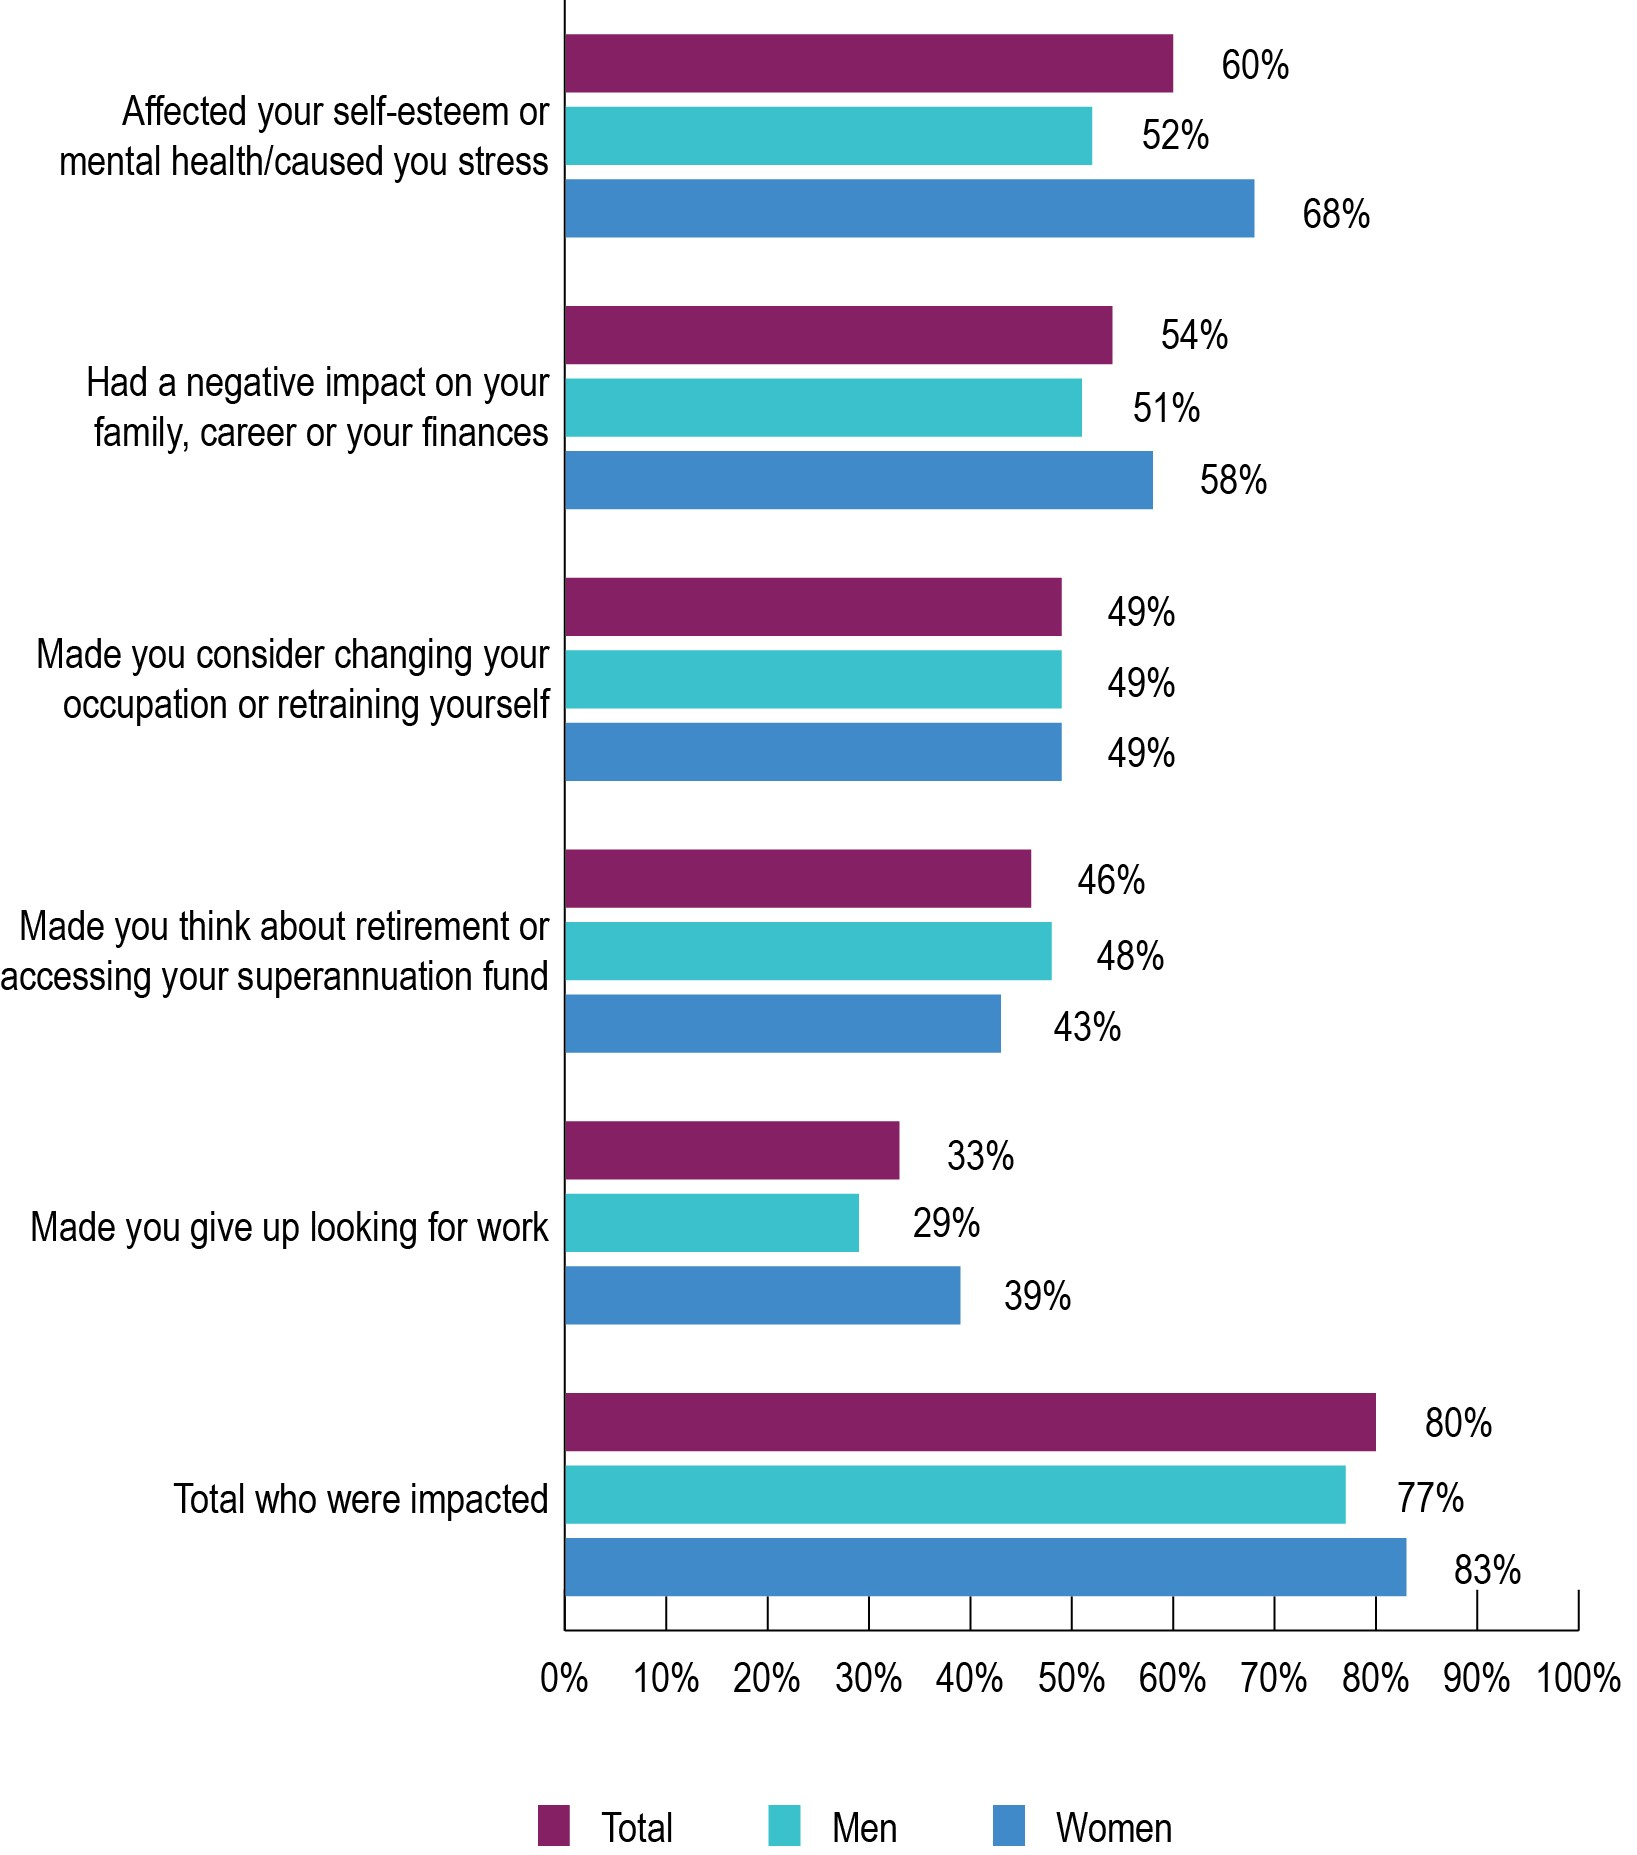 60%
Affected your self-esteem or
52%
mental health/caused you stress
68%
54%
Had a negative impact on your
51%
family, career or your finances
58%
49%
Made you consider changing your
49%
occupation or retraining yourself
49%
46%
Made you think about retirement or
48%
accessing your superannuation fund
43%
33%
Made you give up looking for work
29%
39%
80%
Total who were impacted
77%
83%
0% 10% 20% 30% 40% 50% 60% 70% 80% 90% 100%
Total Men Women